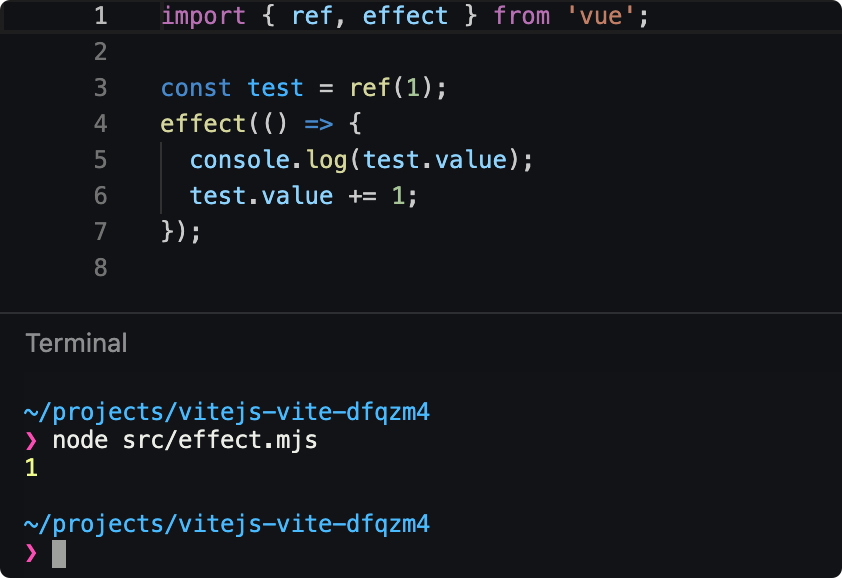 1 import { ref, effect } from 'vue';
2
3 const test = ref(1);
4 effect(() => {
5   console.log(test.value);
6   test.value += 1;
7 });
8
Terminal
~/projects/vitejs-vite-dfqzm4
❯ node src/effect.mjs
1
~/projects/vitejs-vite-dfqzm4
❯